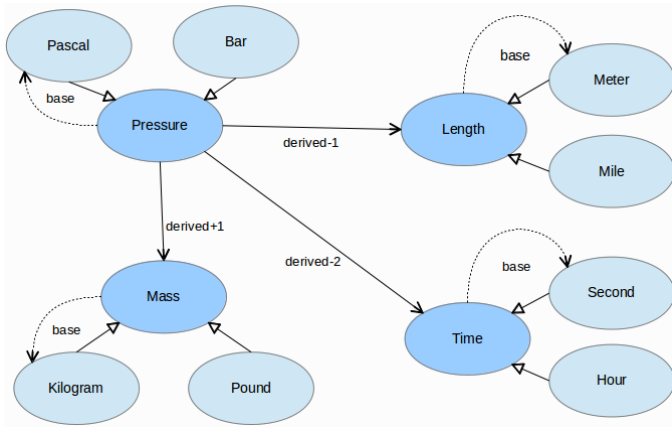 Pascal
Bar
base
Pressure
derived-1
Length
base
Meter
Mile
derived+1
derived-2
Mass
base
Kilogram
Pound
base
Second
Time
Hour